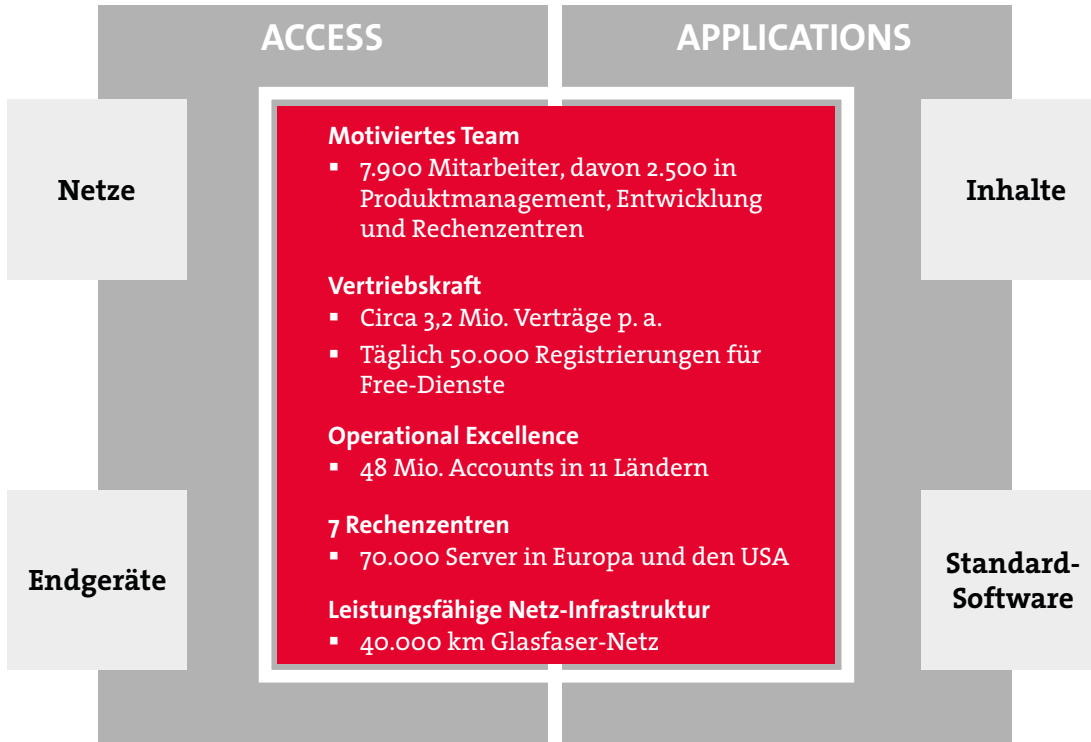 ACCESS
APPLICATIONS
Netze
Endgeräte
Motiviertes Team
▪ 7.900 Mitarbeiter, davon 2.500 in
Produktmanagement, Entwicklung
und Rechenzentren
Vertriebskraft
▪ Circa 3,2 Mio. Verträge p. a.
▪ Täglich 50.000 Registrierungen für
Free-Dienste
Operational Excellence
▪ 48 Mio. Accounts in 11 Ländern
7 Rechenzentren
▪ 70.000 Server in Europa und den USA
Leistungsfähige Netz-Infrastruktur
▪ 40.000 km Glasfaser-Netz
Inhalte
Standard-
Software